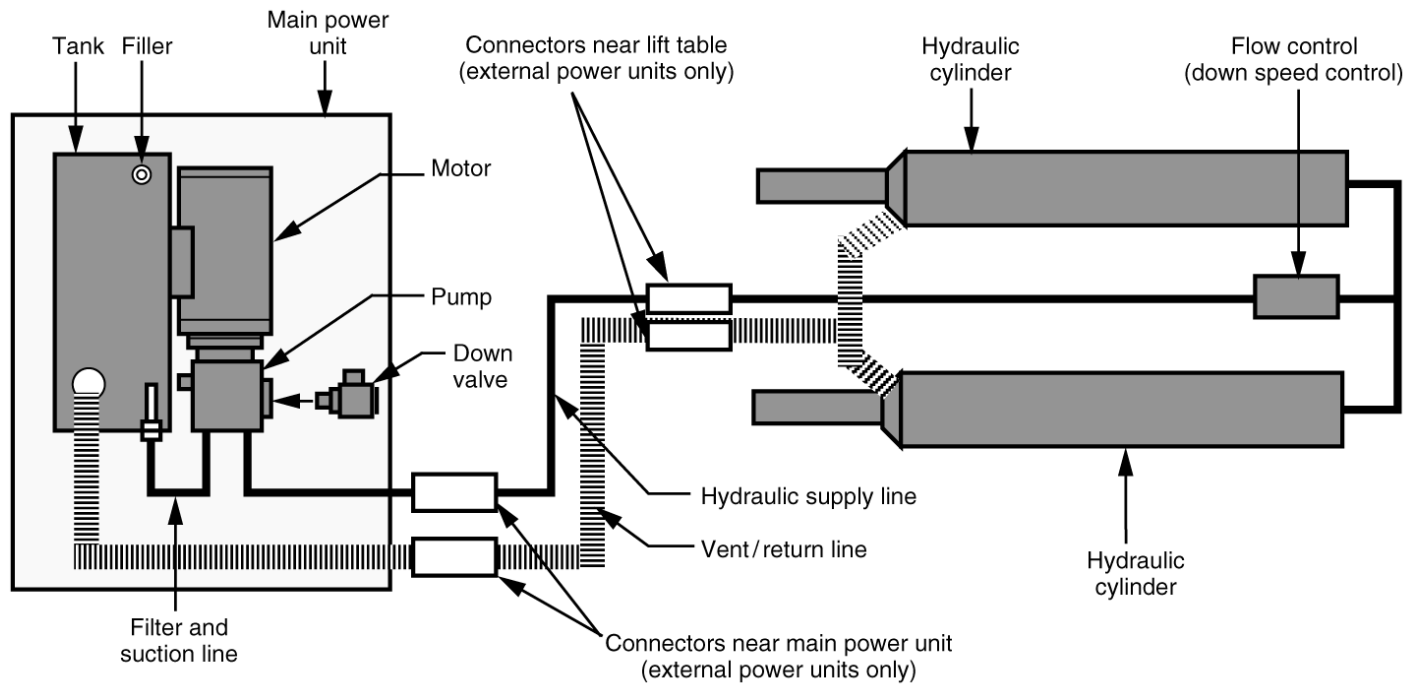 Main power
unit
Tank
Filler
Connectors near lift table
(external power units only)
Hydraulic
cylinder
Flow control
(down speed control)
Motor
Pump
Down
valve
Hydraulic supply line
Vent/return line
Hydraulic
cylinder
Filter and
suction line
Connectors near main power unit
(external power units only)